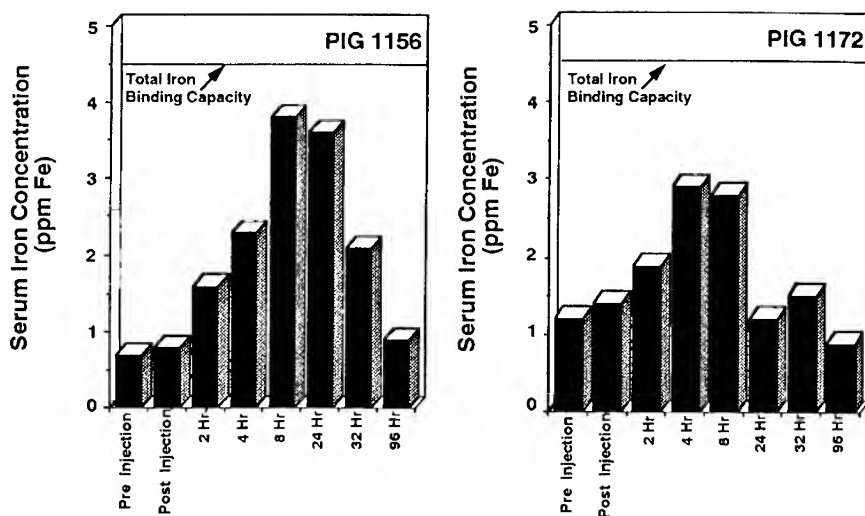 PIG 1156
Total Iron
Binding Capacity
Serum Iron Concentration
(ppm Fe)
5
4
3
2
1
0
Pre Injection
Post Injection
2 Hr
4 Hr
8 Hr
24 Hr
32 Hr
96 Hr
PIG 1172
Total Iron
Binding Capacity
Serum Iron Concentration
(ppm Fe)
5
4
3
2
1
0
Pre Injection
Post Injection
2 Hr
4 Hr
8 Hr
24 Hr
32 Hr
96 Hr